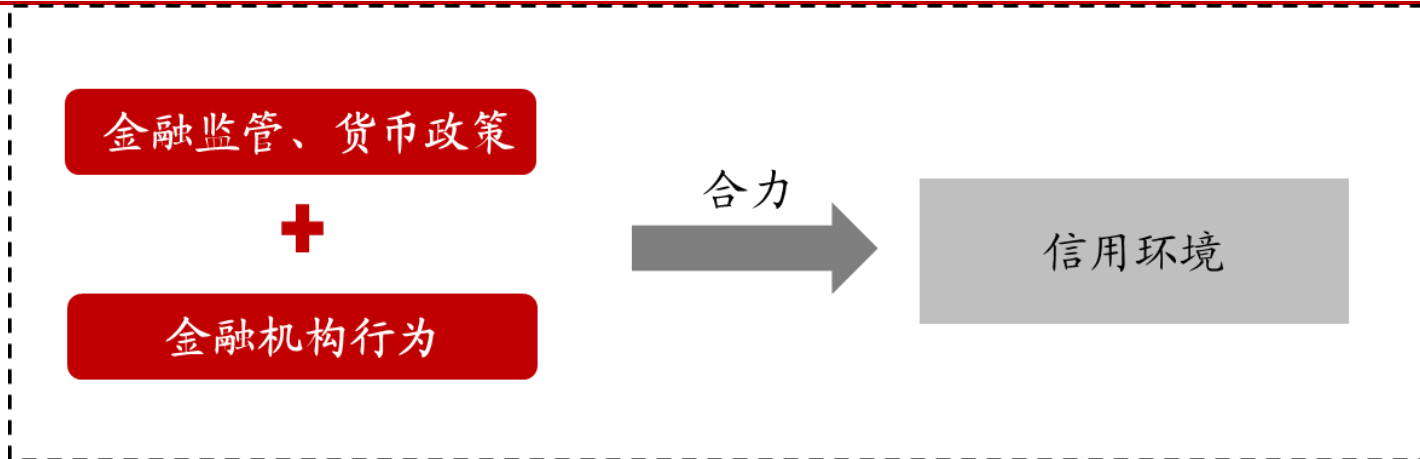 金融监管、货币政策
+
金融机构行为
合力
信用环境